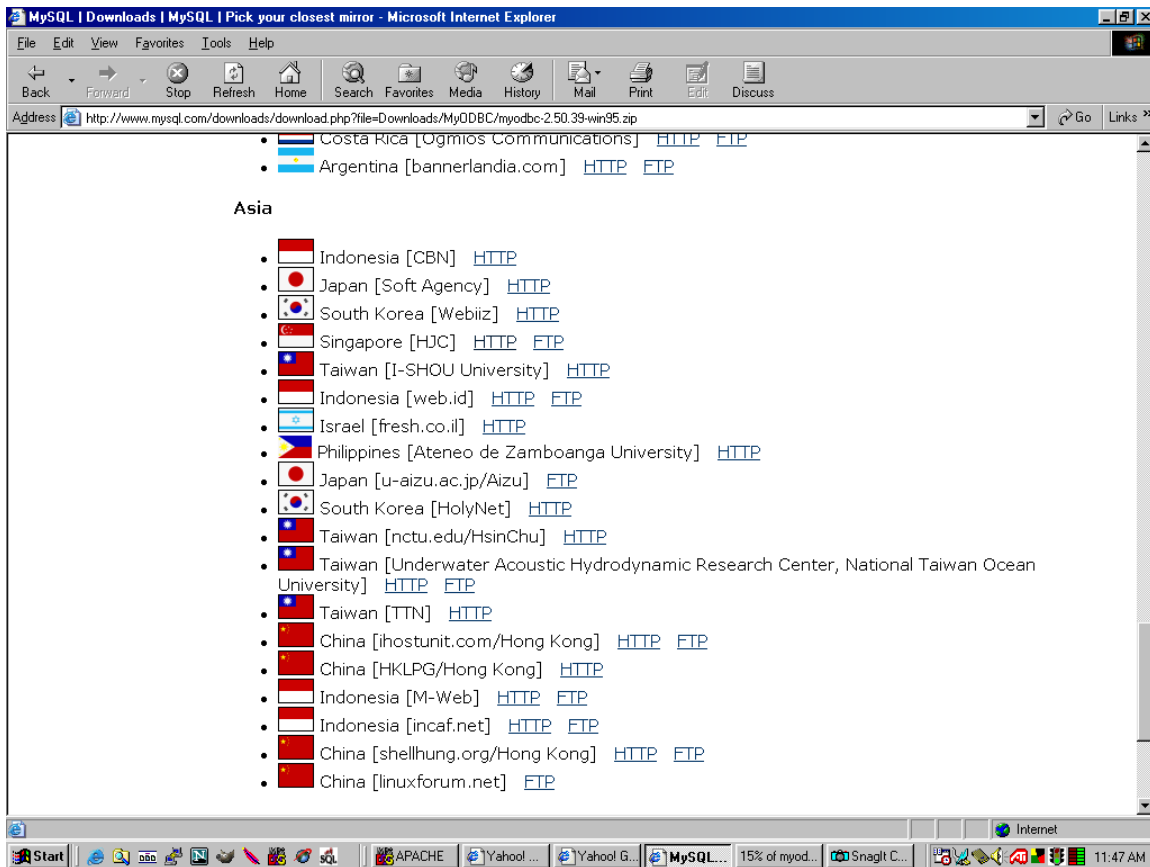 MySQL | Downloads | MySQL | Pick your closest mirror - Microsoft Internet Explorer
File Edit View Favorites Tools Help
Back Forward Stop Refresh Home Search Favorites Media History Mail Print Edit Discuss
Address http://www.mysql.com/downloads/download.php?file=Downloads/MyODBC/myodbc-2.50.39-win95.zip Go Links »
Costa Rica [Ogmios Communications] HTTP FTP
Argentina [bannerlandia.com] HTTP FTP
Asia
Indonesia [CBN] HTTP
Japan [Soft Agency] HTTP
South Korea [Webiiz] HTTP
Singapore [HJC] HTTP FTP
Taiwan [I-SHOU University] HTTP
Indonesia [web.id] HTTP FTP
Israel [fresh.co.il] HTTP
Philippines [Ateneo de Zamboanga University] HTTP
Japan [u-aizu.ac.jp/Aizu] FTP
South Korea [HolyNet] HTTP
Taiwan [nctu.edu/HsinChu] HTTP
Taiwan [Underwater Acoustic Hydrodynamic Research Center, National Taiwan Ocean
University] HTTP FTP
Taiwan [TTN] HTTP
China [ihostunit.com/Hong Kong] HTTP FTP
China [HKLPG/Hong Kong] HTTP
Indonesia [M-Web] HTTP FTP
Indonesia [incaf.net] HTTP FTP
China [shellhung.org/Hong Kong] HTTP FTP
China [linuxforum.net] FTP
Internet
Start SQL APACHE Yahoo! ... Yahoo! G... MySQL... 15% of myod... SnagIt C... 11:47 AM